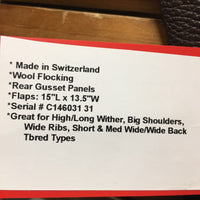 * Made in Switzerland
*Wool Flocking
*Rear Gusset Panels
*Flaps: 15"L x 13.5"W
*Serial # C146031 31
*Great for High/Long Wither, Big Shoulders,
Wide Ribs, Short & Med Wide/Wide Back
Tbred Types